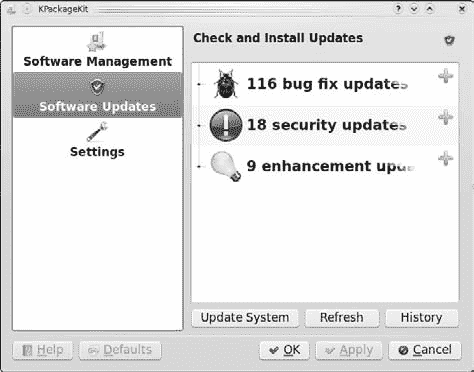 KPackageKit
Software Management
Software Updates
Settings
Check and Install Updates
116 bug fix updates
18 security updates
9 enhancement upda
Update System
Refresh
History
Help
Defaults
OK
Apply
Cancel